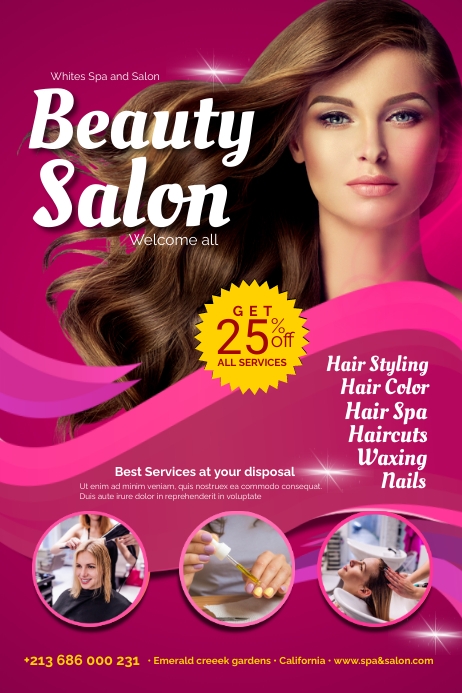 Whites Spa and Salon
Beauty
Salon
Welcome all
GET
25%off
ALL SERVICES
Hair Styling
Hair Color
Hair Spa
Haircuts
Waxing
Nails
Best Services at your disposal
Ut enim ad minim veniam, quis nostruex ea commodo consequat.
Duis aute irure dolor in reprehenderit in voluptate
+213 686 000 231 • Emerald creeek gardens • California • www.spa&salon.com